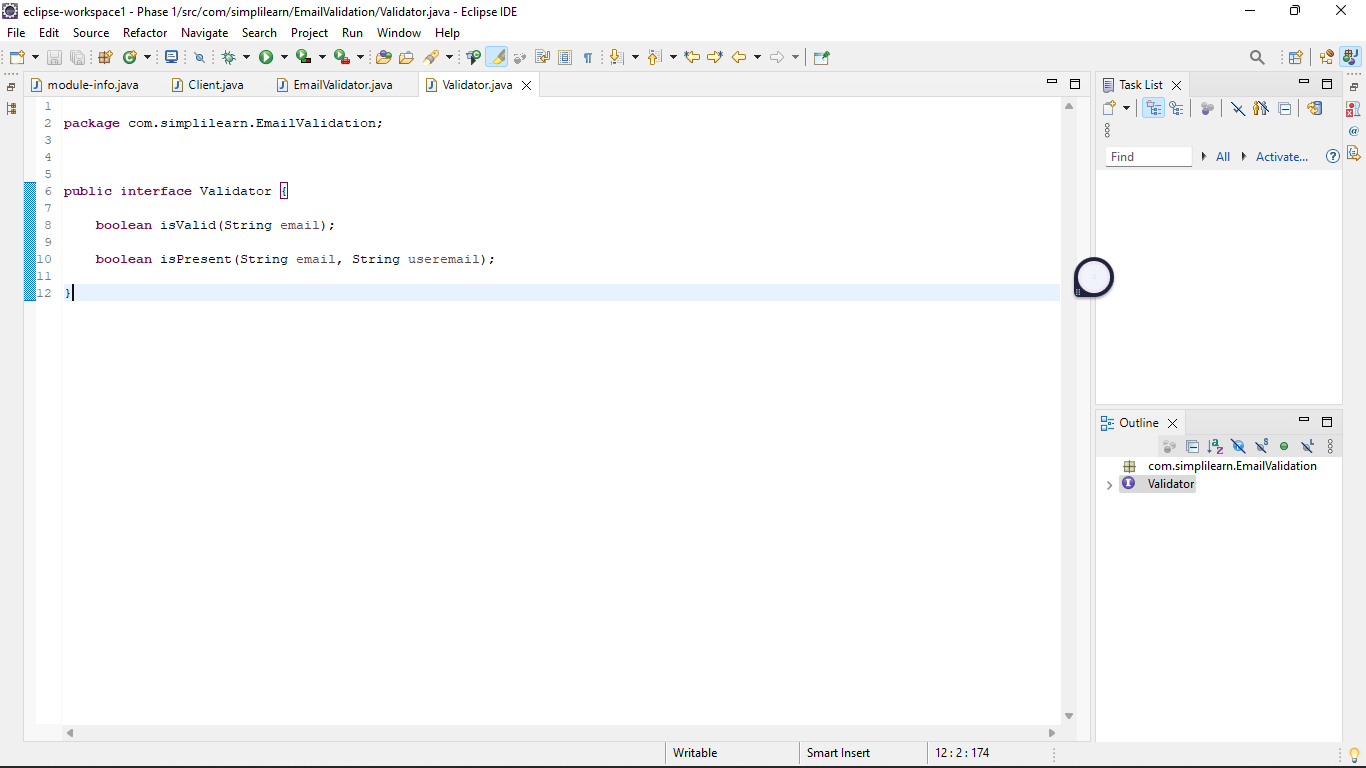 eclipse-workspace1 - Phase 1/src/com/simplilearn/EmailValidation/Validator.java - Eclipse IDE
File Edit Source Refactor Navigate Search Project Run Window Help
module-info.java Client.java EmailValidator.java Validator.java
1
2 package com.simplilearn.EmailValidation;
3
4
5
6 public interface Validator {
7
8 boolean isValid(String email);
9
10 boolean isPresent(String email, String useremail);
11
12 }
Task List
Find All Activate...
Outline
com.simplilearn.EmailValidation
Validator
Writable Smart Insert 12 : 2 : 174